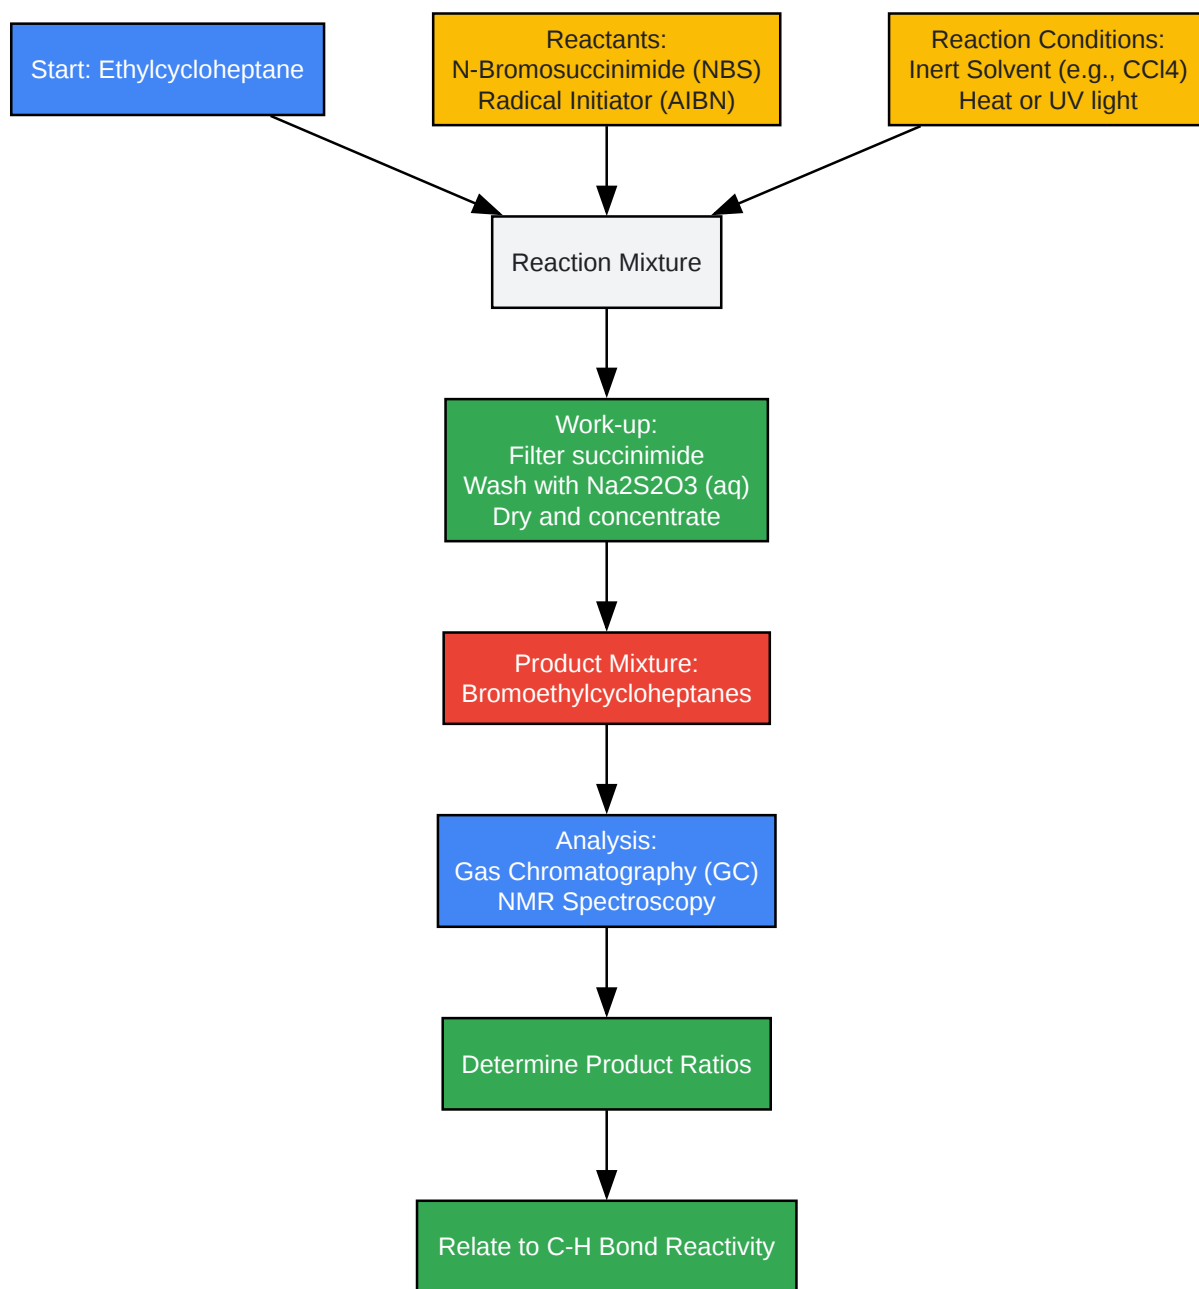 Start: Ethylcycloheptane
Reactants:
N-Bromosuccinimide (NBS)
Radical Initiator (AIBN)
Reaction Conditions:
Inert Solvent (e.g., CCl4)
Heat or UV light
Reaction Mixture
Work-up:
Filter succinimide
Wash with Na2S2O3 (aq)
Dry and concentrate
Product Mixture:
Bromoethylcycloheptanes
Analysis:
Gas Chromatography (GC)
NMR Spectroscopy
Determine Product Ratios
Relate to C-H Bond Reactivity